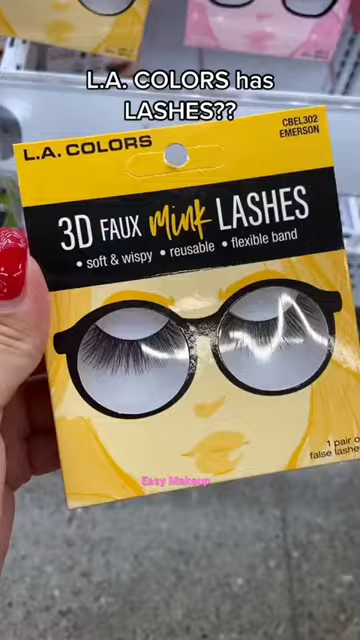 L.A. COLORS has
LASHES??
CBEL302
EMERSON
L.A. COLORS
3D FAUX mink LASHES
• soft & wispy • reusable • flexible band
1 pair
false
Easy Makeup